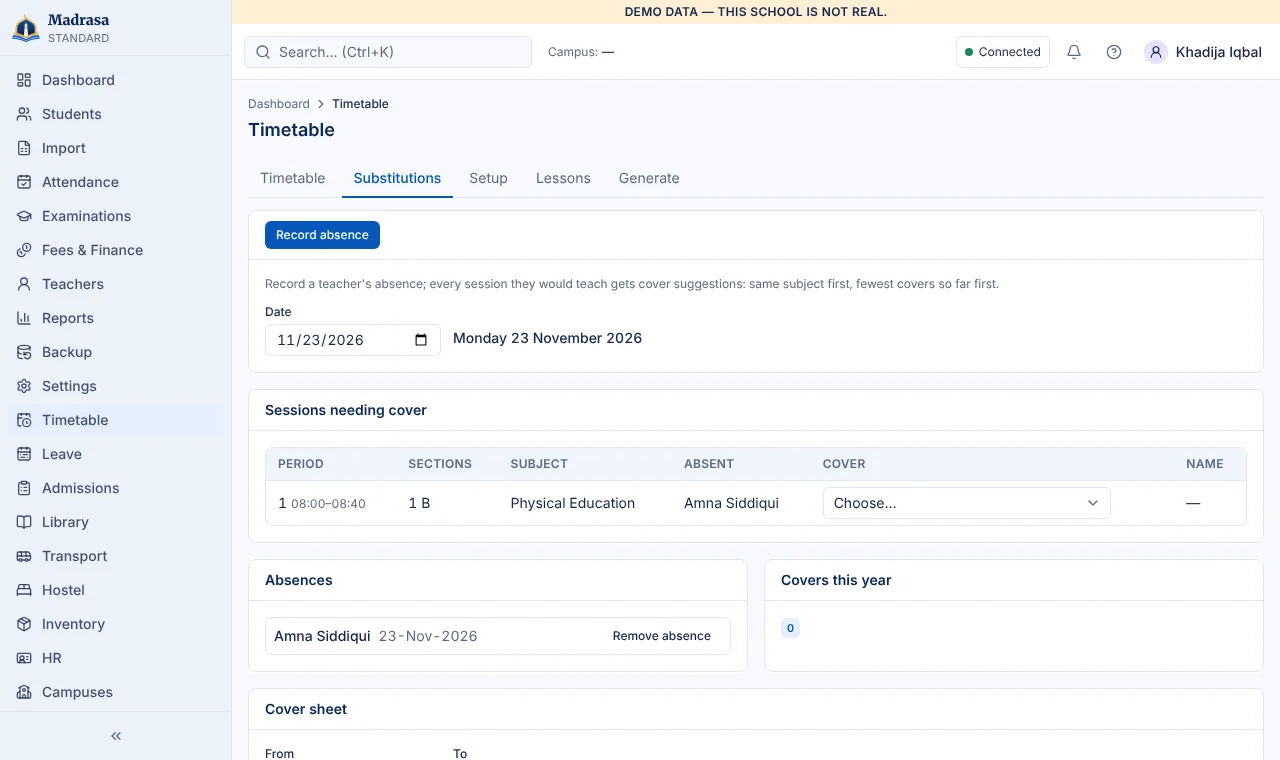 DEMO DATA — THIS SCHOOL IS NOT REAL.
Madrasa
STANDARD
Search... (Ctrl+K)
Campus: —
Connected
Khadija Iqbal
Dashboard
Students
Import
Attendance
Examinations
Fees & Finance
Teachers
Reports
Backup
Settings
Timetable
Leave
Admissions
Library
Transport
Hostel
Inventory
HR
Campuses
«
Dashboard > Timetable
Timetable
Timetable Substitutions Setup Lessons Generate
Record absence
Record a teacher's absence; every session they would teach gets cover suggestions: same subject first, fewest covers so far first.
Date
11/23/2026 Monday 23 November 2026
Sessions needing cover
PERIOD SECTIONS SUBJECT ABSENT COVER NAME
1 08:00–08:40 1 B Physical Education Amna Siddiqui Choose... —
Absences
Amna Siddiqui 23-Nov-2026 Remove absence
Covers this year
0
Cover sheet
From To